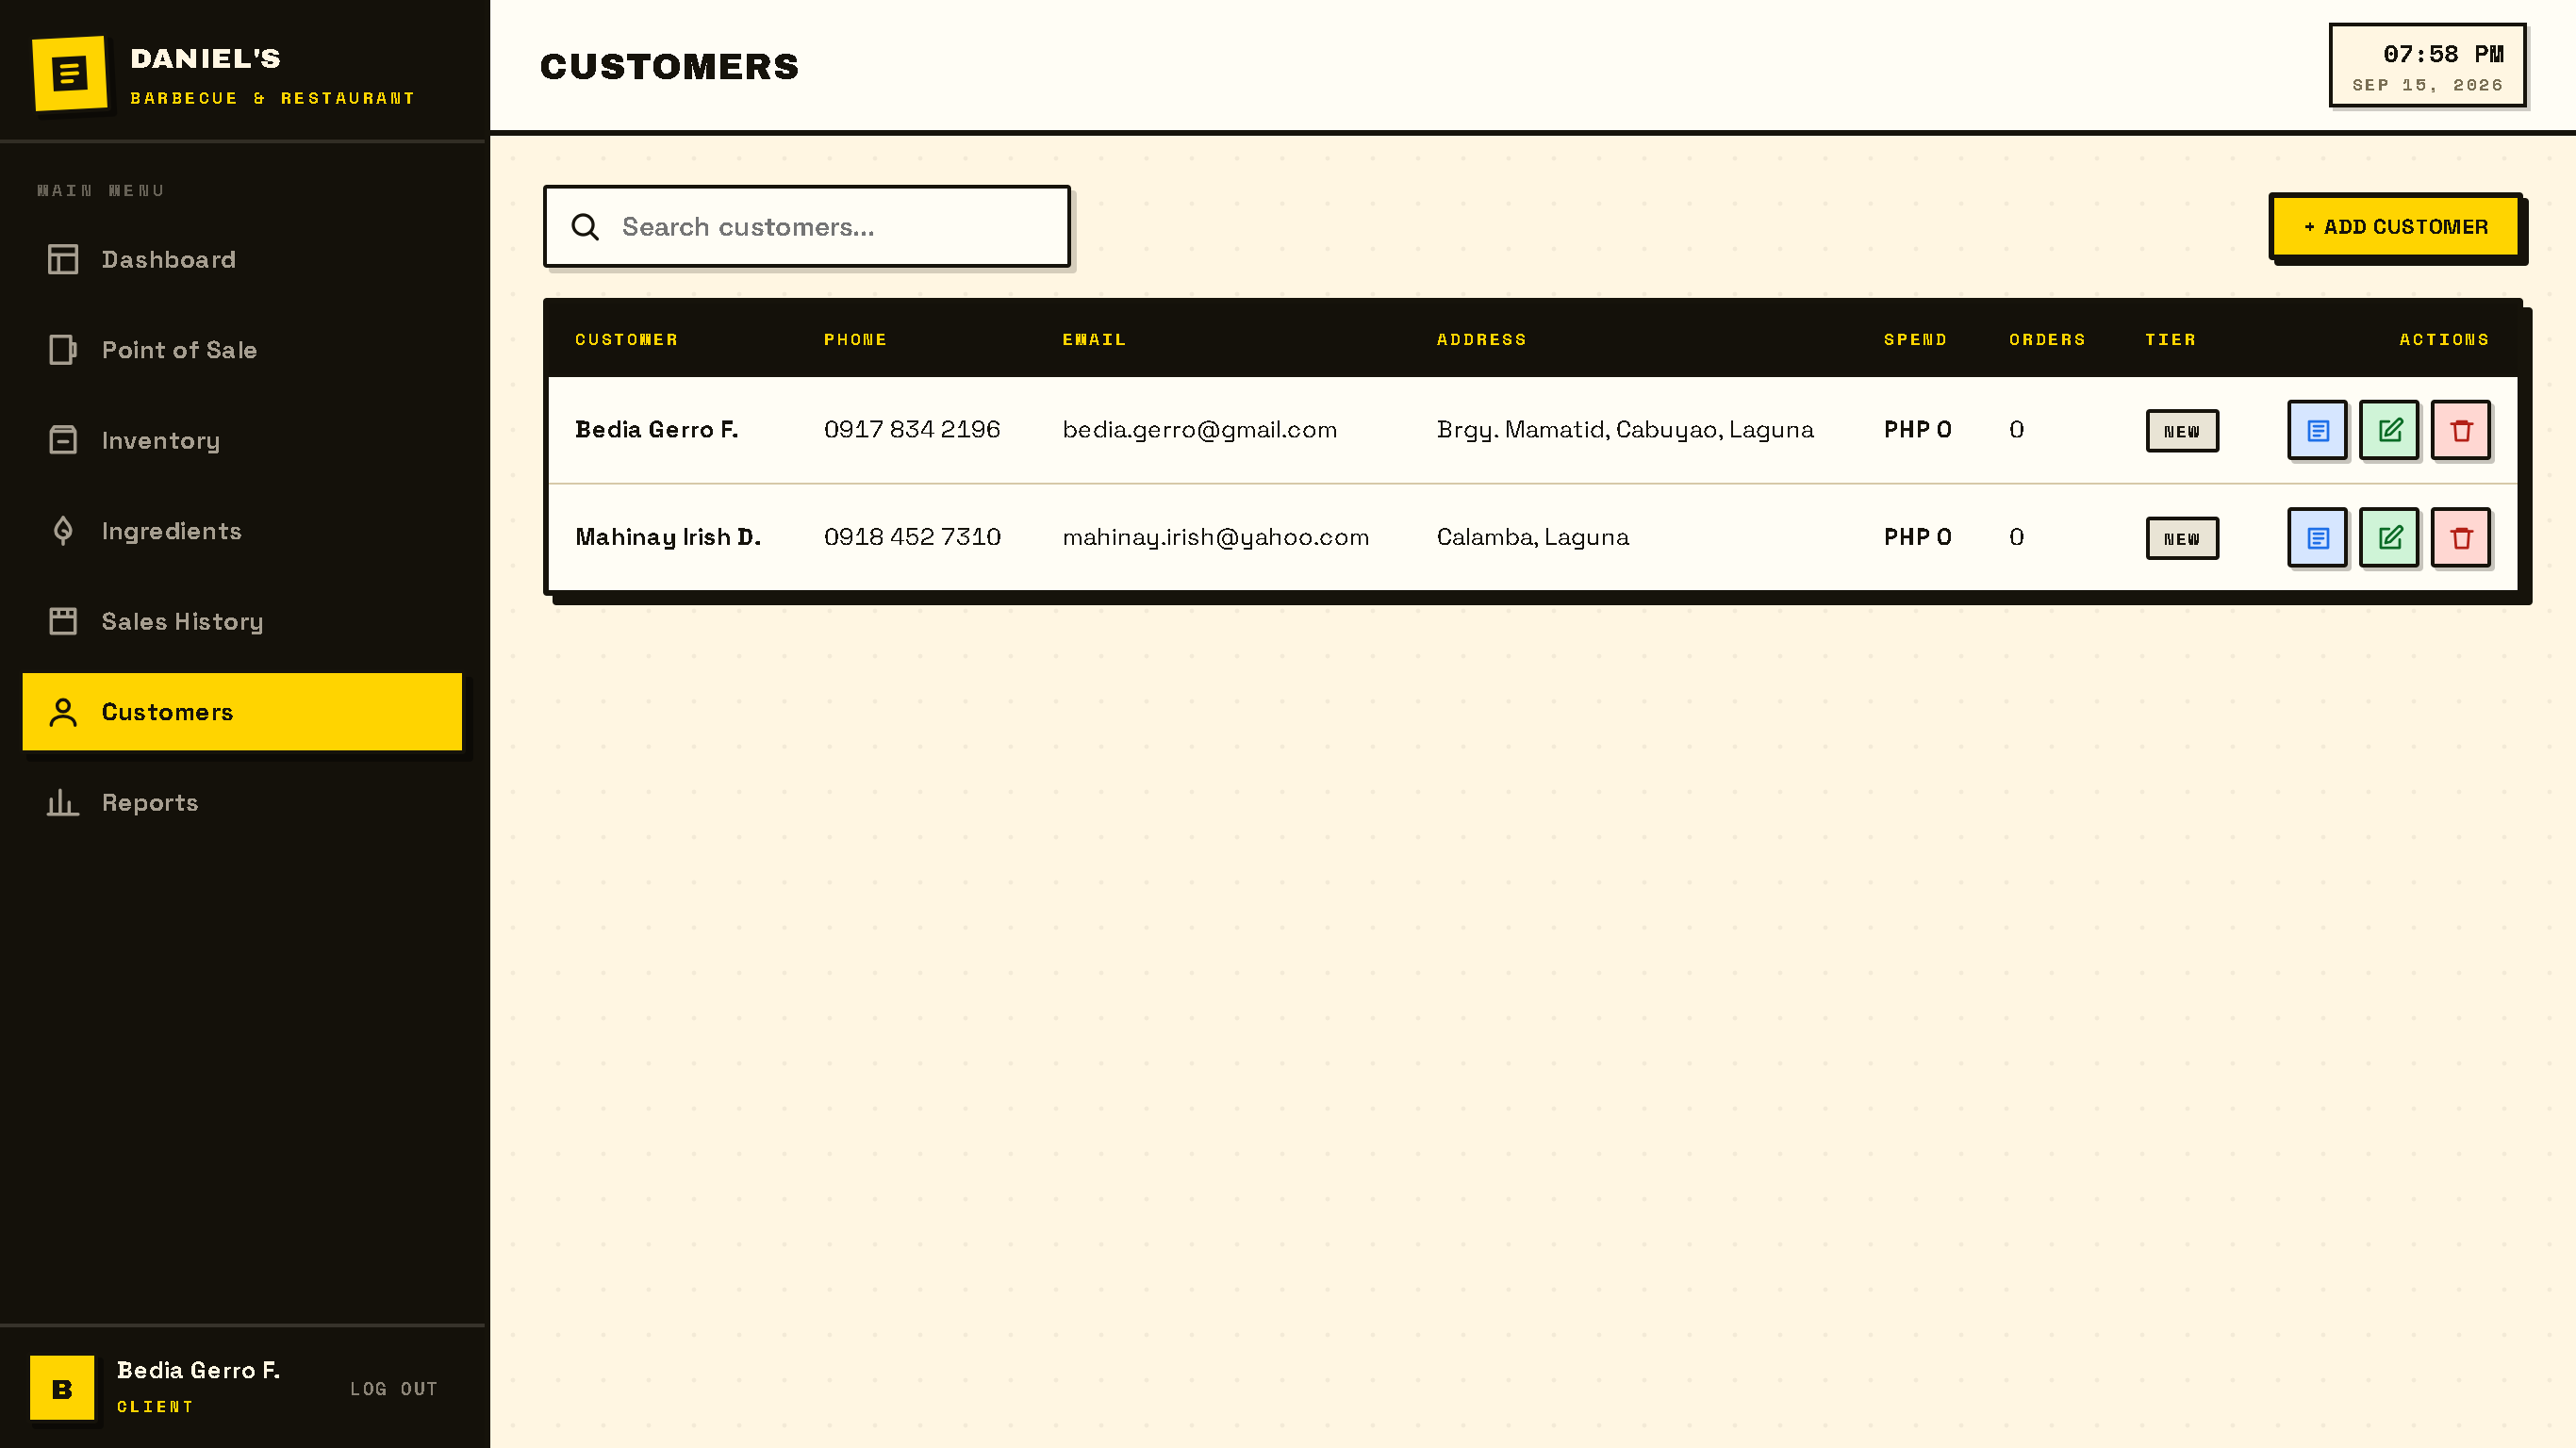 DANIEL'S
BARBECUE & RESTAURANT
MAIN MENU
Dashboard
Point of Sale
Inventory
Ingredients
Sales History
Customers
Reports
B
Bedia Gerro F.
CLIENT
LOG OUT
CUSTOMERS
07:58 PM
SEP 15, 2026
Search customers...
+ ADD CUSTOMER
CUSTOMER PHONE EMAIL ADDRESS SPEND ORDERS TIER ACTIONS
Bedia Gerro F. 0917 834 2196 bedia.gerro@gmail.com Brgy. Mamatid, Cabuyao, Laguna PHP 0 0 NEW
Mahinay Irish D. 0918 452 7310 mahinay.irish@yahoo.com Calamba, Laguna PHP 0 0 NEW